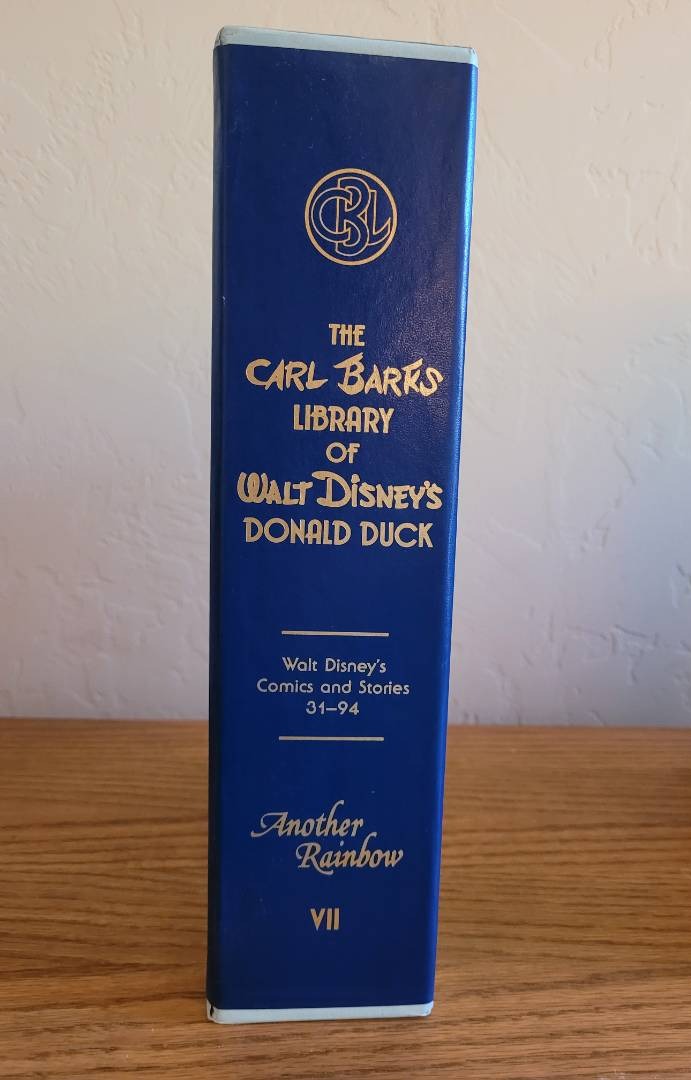 CBL
THE
CARL BARKS
LIBRARY
OF
WALT DISNEY'S
DONALD DUCK
Walt Disney's
Comics and Stories
31–94
Another
Rainbow
VII